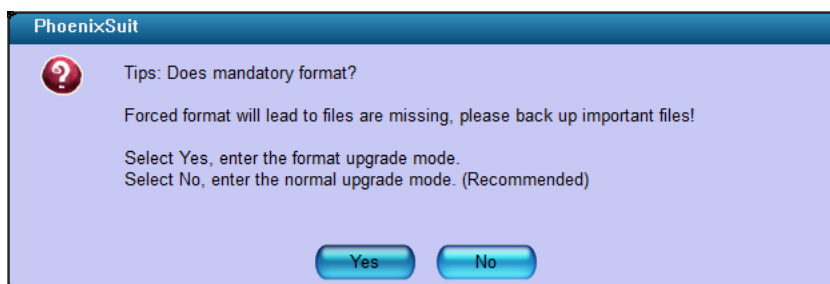 PhoenixSuit
Tips: Does mandatory format?
Forced format will lead to files are missing, please back up important files!
Select Yes, enter the format upgrade mode.
Select No, enter the normal upgrade mode. (Recommended)
Yes No